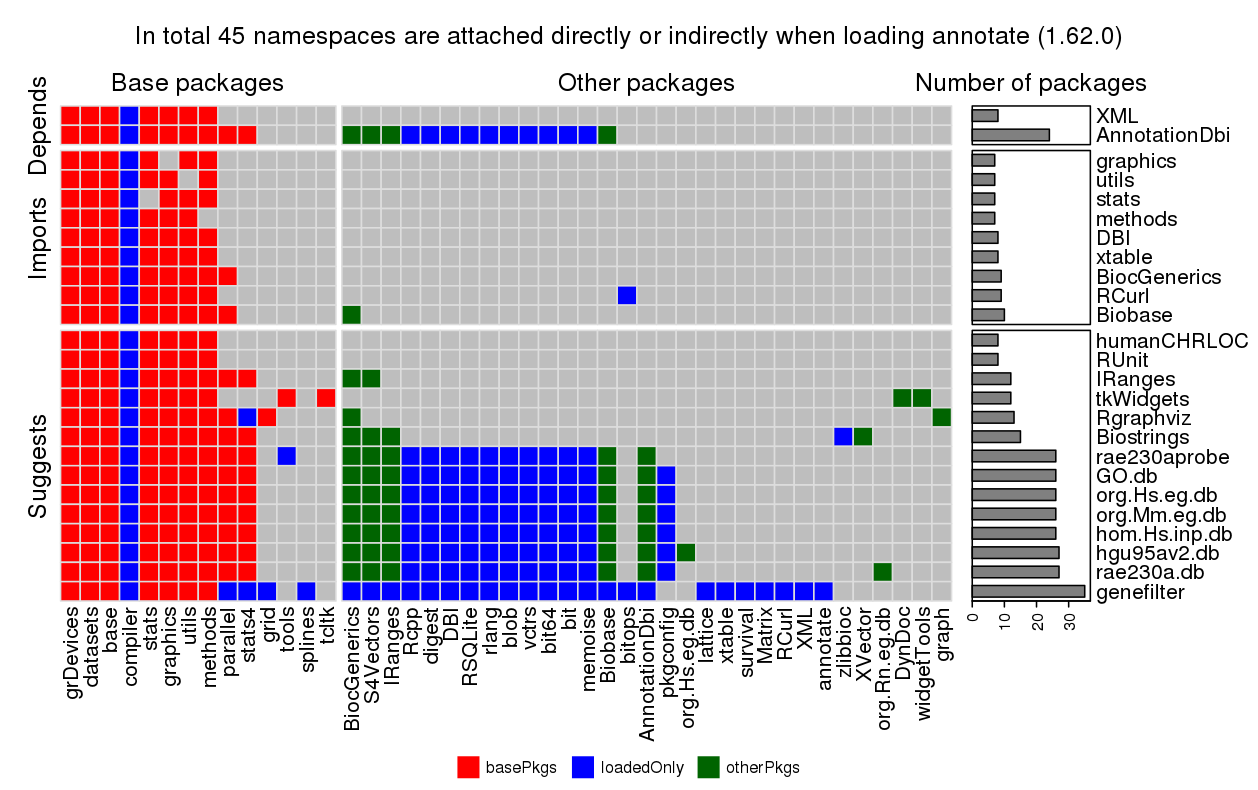 In total 45 namespaces are attached directly or indirectly when loading annotate (1.62.0)
Base packages
Other packages
Number of packages
Depends
XML
AnnotationDbi
Imports
graphics
utils
stats
methods
DBI
xtable
BiocGenerics
RCurl
Biobase
Suggests
humanCHRLOC
RUnit
IRanges
tkWidgets
Rgraphviz
Biostrings
rae230aprobe
GO.db
org.Hs.eg.db
org.Mm.eg.db
hom.Hs.inp.db
hgu95av2.db
rae230a.db
genefilter
grDevices
datasets
base
compiler
stats
graphics
utils
methods
parallel
stats4
grid
tools
splines
tcltk
BiocGenerics
S4Vectors
IRanges
Rcpp
digest
DBI
RSQLite
rlang
blob
vctrs
bit64
bit
memoise
Biobase
bitops
AnnotationDbi
pkgconfig
org.Hs.eg.db
lattice
xtable
survival
Matrix
RCurl
XML
annotate
zlibbioc
XVector
org.Rn.eg.db
DynDoc
widgetTools
graph
0
10
20
30
basePkgs
loadedOnly
otherPkgs